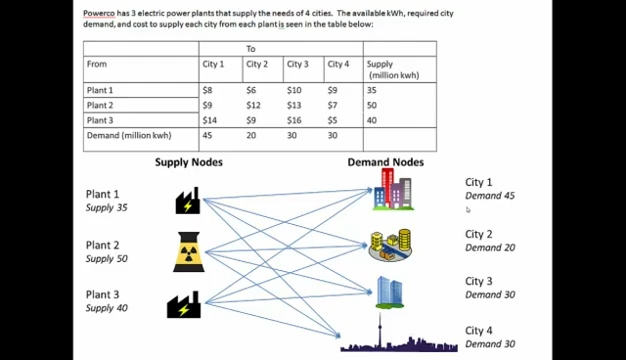 Powerco has 3 electric power plants that supply the needs of 4 cities. The available kWh, required city
demand, and cost to supply each city from each plant is seen in the table below:
To
From City 1 City 2 City 3 City 4 Supply
(million kwh)
Plant 1 $8 $6 $10 $9 35
Plant 2 $9 $12 $13 $7 50
Plant 3 $14 $9 $16 $5 40
Demand (million kwh) 45 20 30 30
Supply Nodes Demand Nodes
Plant 1
Supply 35
City 1
Demand 45
Plant 2
Supply 50
City 2
Demand 20
Plant 3
Supply 40
City 3
Demand 30
City 4
Demand 30